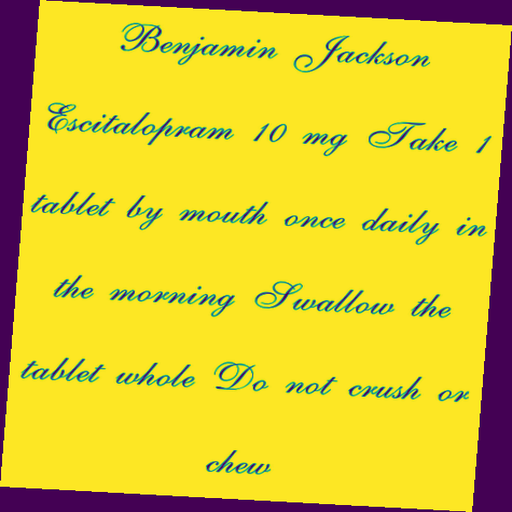 Benjamin Jackson
Escitalopram 10 mg Take 1
tablet by mouth once daily in
the morning Swallow the
tablet whole Do not crush or
chew